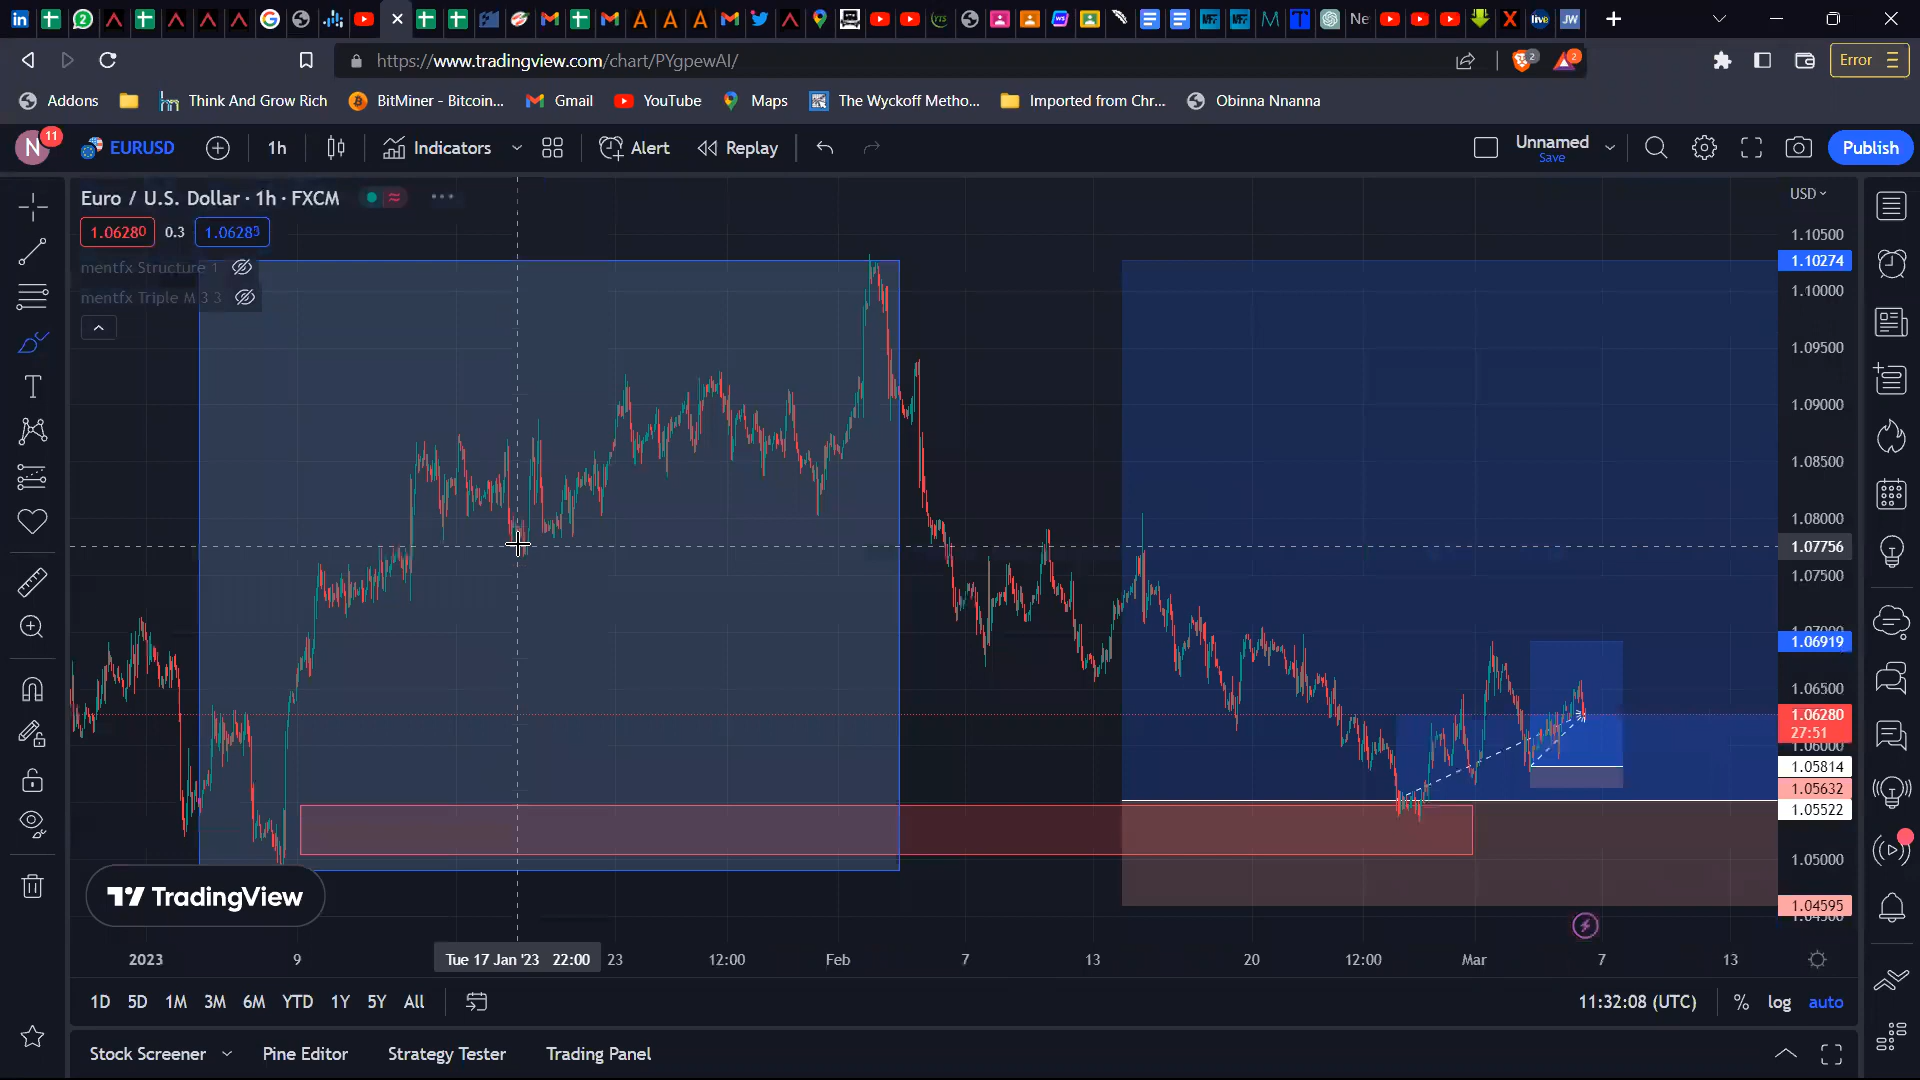 https://www.tradingview.com/chart/PYgpewAI/
Error
Addons
Think And Grow Rich
BitMiner - Bitcoin...
Gmail
YouTube
Maps
The Wyckoff Metho...
Imported from Chr...
Obinna Nnanna
N
11
EURUSD
1h
Indicators
Alert
Replay
Unnamed
Save
Publish
Euro / U.S. Dollar · 1h · FXCM
USD
1.06280
0.3
1.06283
mentfx Structure 1
mentfx Triple M 3 3
1.10500
1.10274
1.10000
1.09500
1.09000
1.08500
1.08000
1.07756
1.07500
1.06919
1.06500
1.06280
27:51
1.06000
1.05814
1.05632
1.05522
1.05000
1.04595
TradingView
2023
9
Tue 17 Jan '23 22:00
23
12:00
Feb
7
13
20
12:00
Mar
7
13
1D 5D 1M 3M 6M YTD 1Y 5Y All
11:32:08 (UTC)
% log auto
Stock Screener
Pine Editor
Strategy Tester
Trading Panel